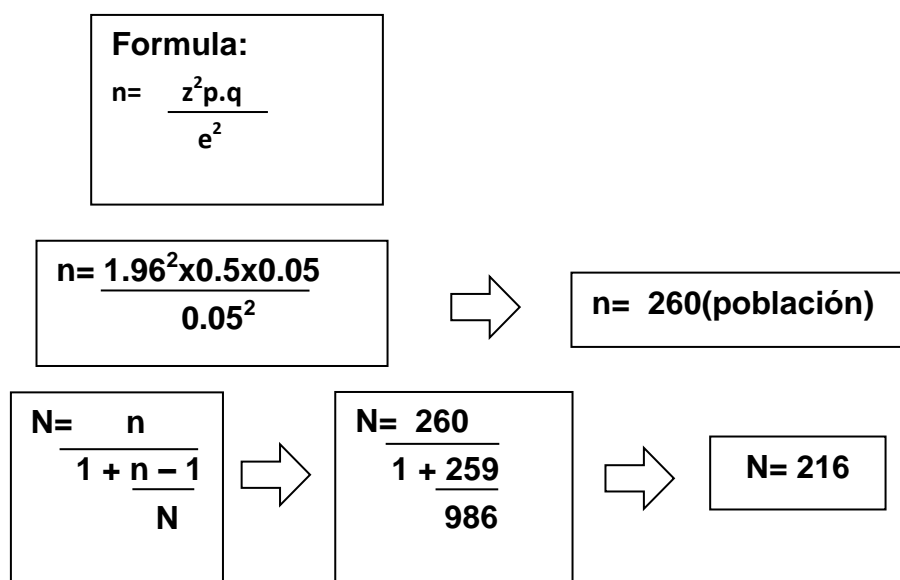 Formula:
n= z²p.q
e²
n= 1.96²x0.5x0.05
0.05²
n= 260(población)
N= n
1 + n – 1
N
N= 260
1 + 259
986
N= 216